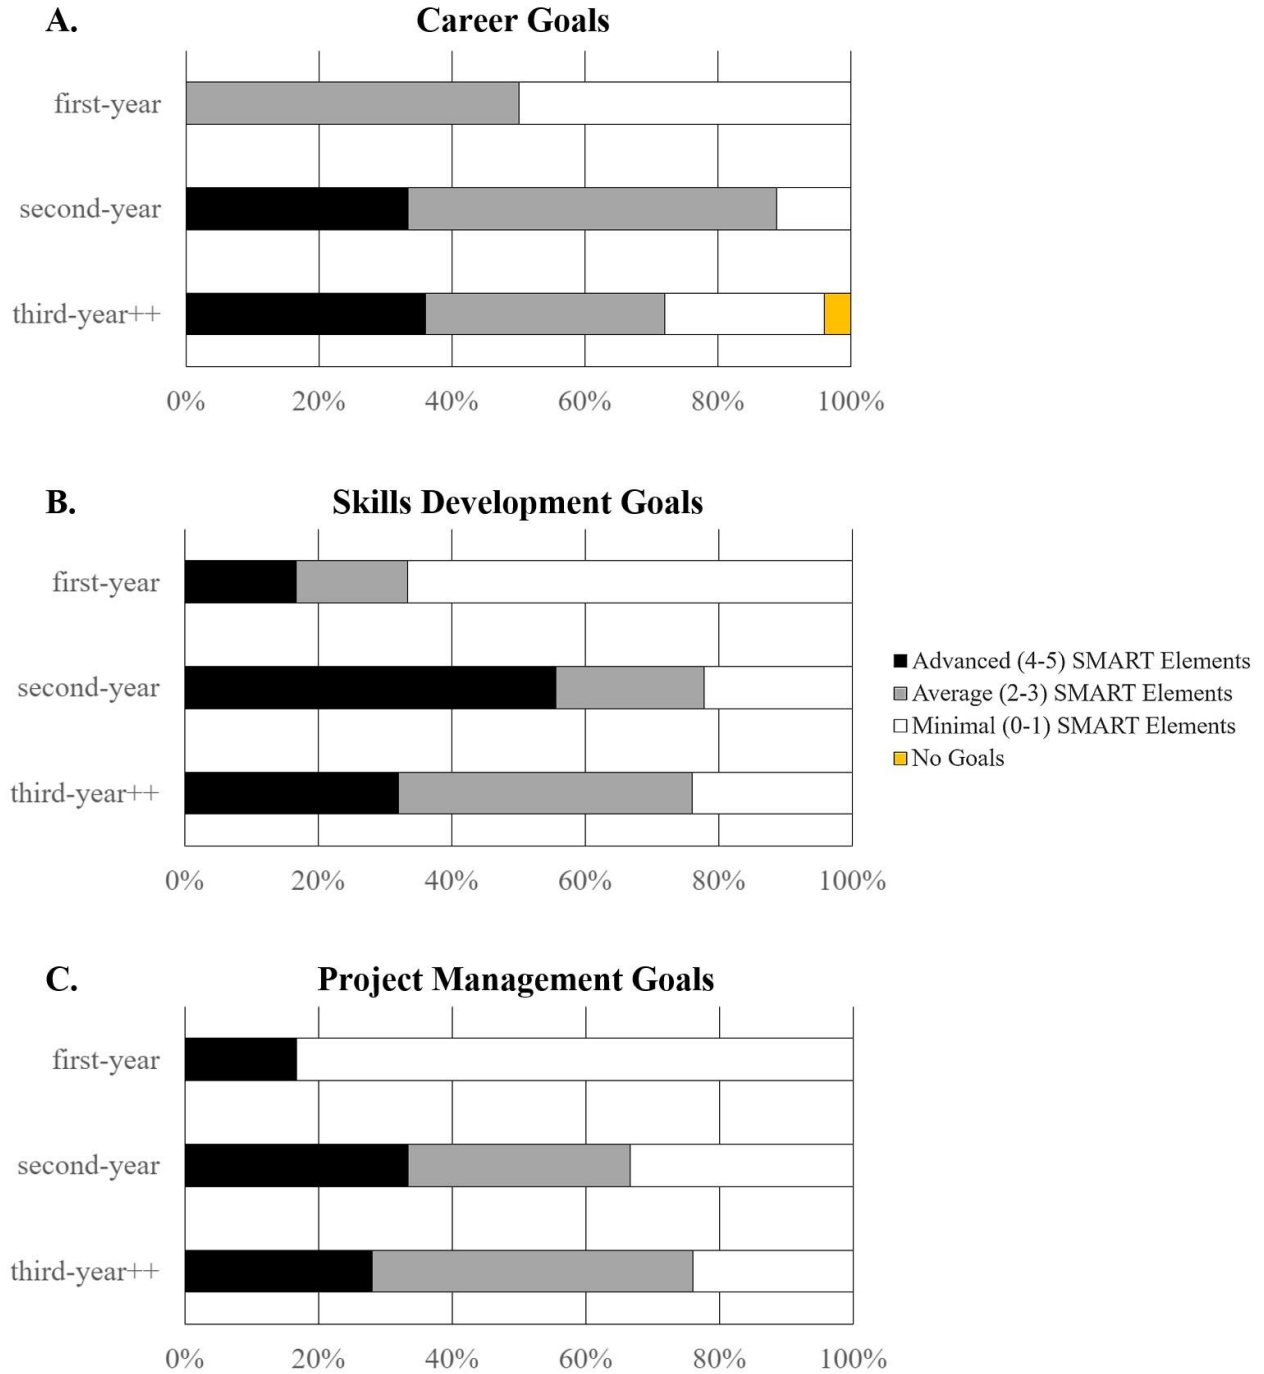 A.
Career Goals
first-year
second-year
third-year++
0% 20% 40% 60% 80% 100%
B.
Skills Development Goals
first-year
second-year
third-year++
0% 20% 40% 60% 80% 100%
Advanced (4-5) SMART Elements
Average (2-3) SMART Elements
Minimal (0-1) SMART Elements
No Goals
C.
Project Management Goals
first-year
second-year
third-year++
0% 20% 40% 60% 80% 100%